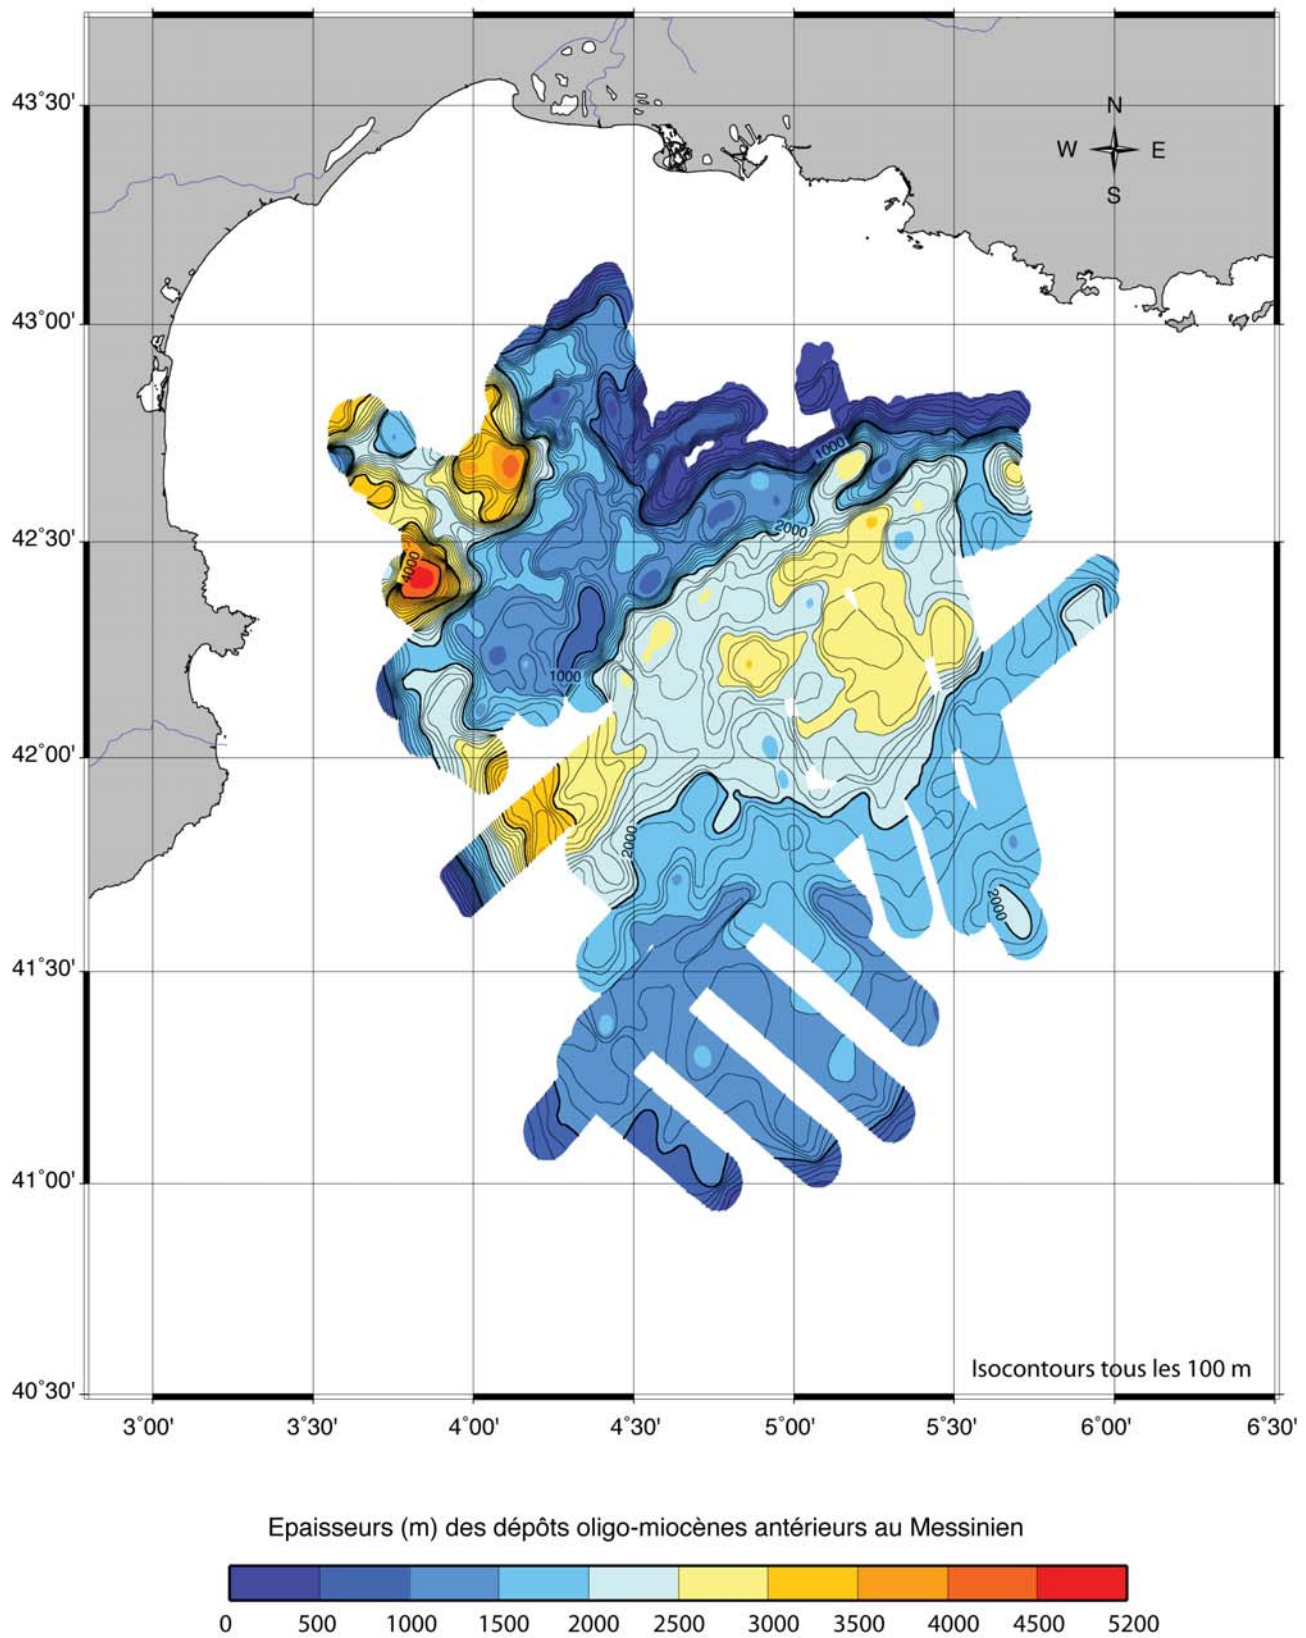 43˚30'
N
W E
S
43˚00'
1000
2000
42˚30'
4000
1000
42˚00'
2000
2000
41˚30'
41˚00'
Isocontours tous les 100 m
40˚30'
3˚00' 3˚30' 4˚00' 4˚30' 5˚00' 5˚30' 6˚00' 6˚30'
Epaisseurs (m) des dépôts oligo-miocènes antérieurs au Messinien
0 500 1000 1500 2000 2500 3000 3500 4000 4500 5200